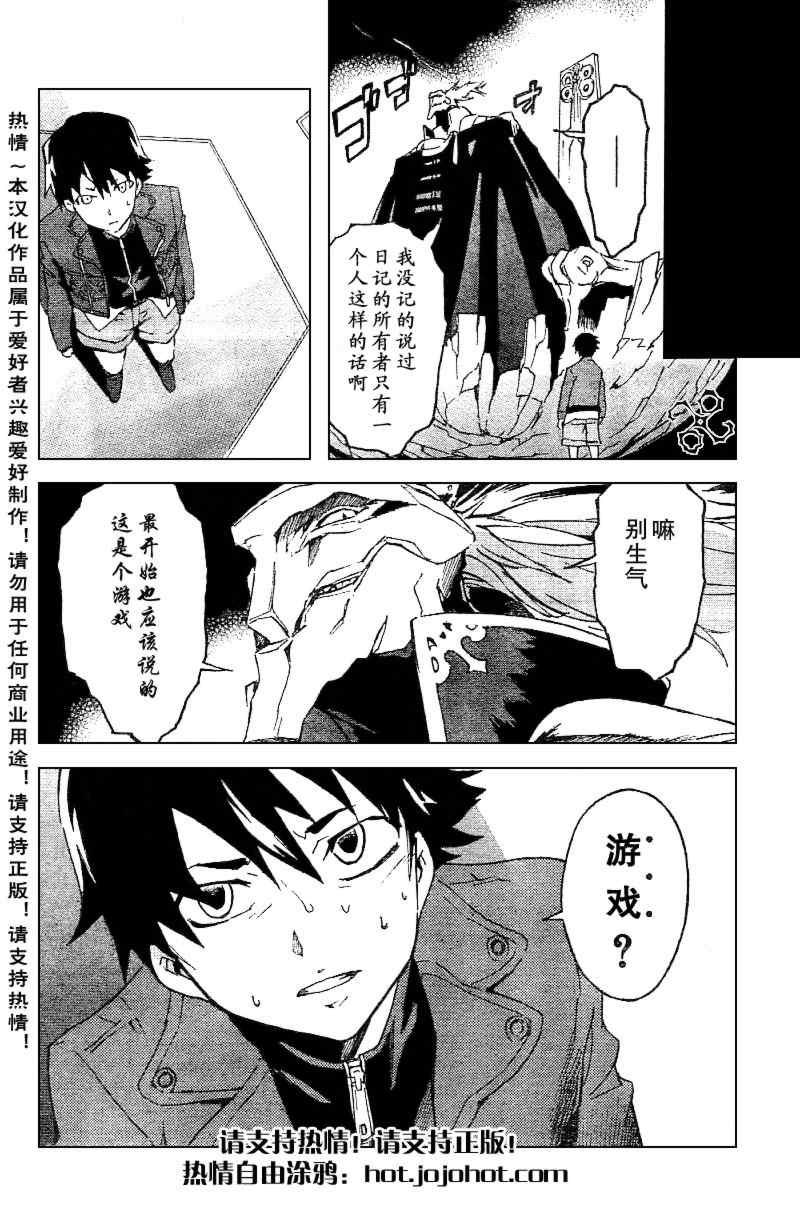 ゴゴゴ
——
我没记的说过
日记的所有者只有一
个人这样的话啊
嘛
别生气
最开始也应该说的
这是个游戏
游戏？
热情～本汉化作品属于爱好者兴趣爱好制作！请勿用于任何商业用途！请支持正版！请支持热情！
请支持热情！请支持正版！
热情自由涂鸦：hot.jojohot.com